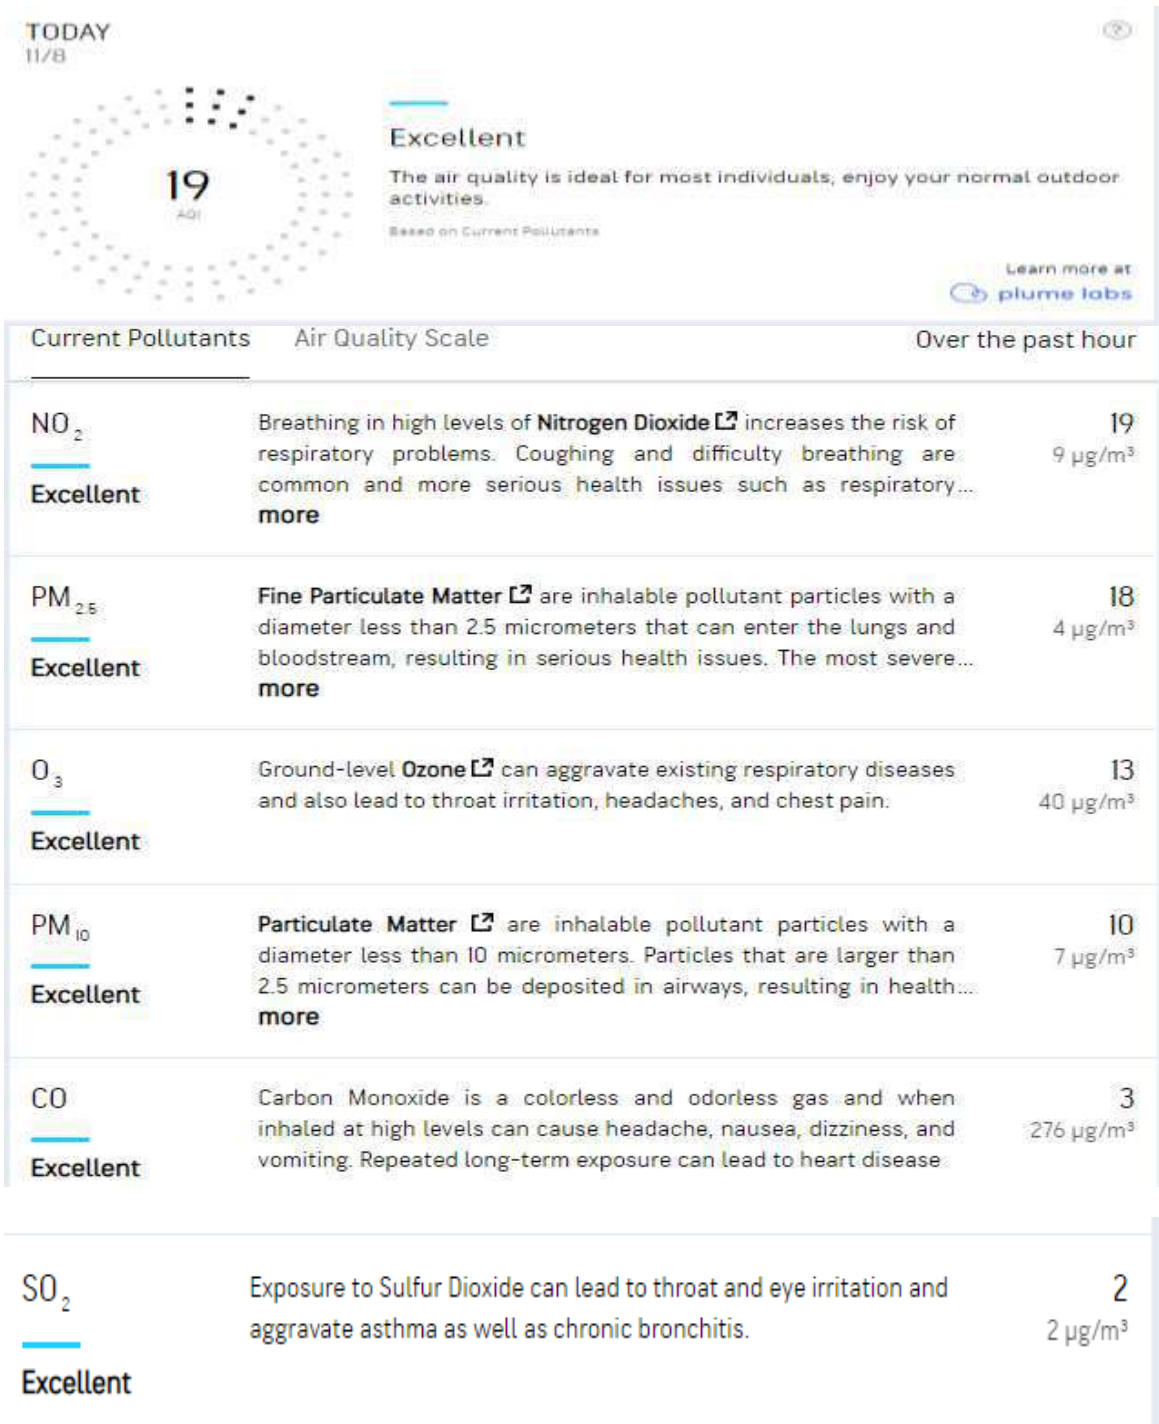 TODAY
11/8
19
AQI
Excellent
The air quality is ideal for most individuals, enjoy your normal outdoor
activities.
Based on Current Pollutants
Learn more at
plume labs
Current Pollutants Air Quality Scale Over the past hour
NO2
Excellent
Breathing in high levels of Nitrogen Dioxide increases the risk of
respiratory problems. Coughing and difficulty breathing are
common and more serious health issues such as respiratory...
more
19
9 µg/m³
PM2.5
Excellent
Fine Particulate Matter are inhalable pollutant particles with a
diameter less than 2.5 micrometers that can enter the lungs and
bloodstream, resulting in serious health issues. The most severe...
more
18
4 µg/m³
O3
Excellent
Ground-level Ozone can aggravate existing respiratory diseases
and also lead to throat irritation, headaches, and chest pain.
13
40 µg/m³
PM10
Excellent
Particulate Matter are inhalable pollutant particles with a
diameter less than 10 micrometers. Particles that are larger than
2.5 micrometers can be deposited in airways, resulting in health...
more
10
7 µg/m³
CO
Excellent
Carbon Monoxide is a colorless and odorless gas and when
inhaled at high levels can cause headache, nausea, dizziness, and
vomiting. Repeated long-term exposure can lead to heart disease
3
276 µg/m³
SO2
Excellent
Exposure to Sulfur Dioxide can lead to throat and eye irritation and
aggravate asthma as well as chronic bronchitis.
2
2 µg/m³